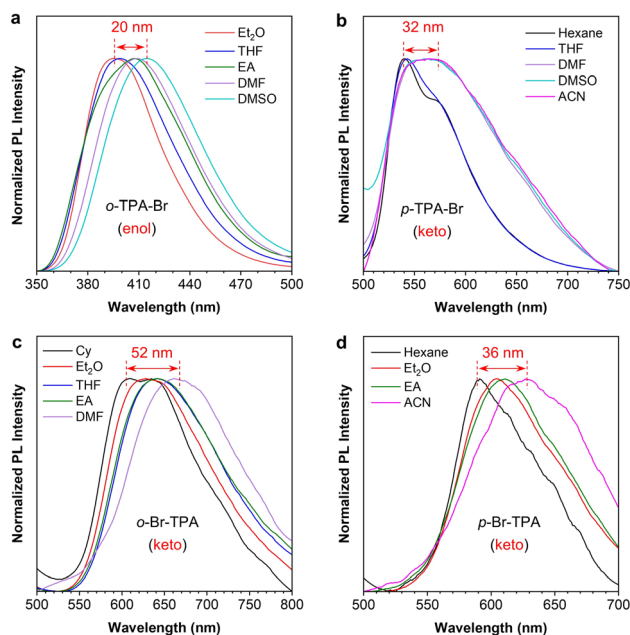 a
20 nm
Et₂O
THF
EA
DMF
DMSO
o-TPA-Br
(enol)
Normalized PL Intensity
350 380 410 440 470 500
Wavelength (nm)
b
32 nm
Hexane
THF
DMF
DMSO
ACN
p-TPA-Br
(keto)
Normalized PL Intensity
500 550 600 650 700 750
Wavelength (nm)
c
52 nm
Cy
Et₂O
THF
EA
DMF
o-Br-TPA
(keto)
Normalized PL Intensity
500 600 700 800
Wavelength (nm)
d
36 nm
Hexane
Et₂O
EA
ACN
p-Br-TPA
(keto)
Normalized PL Intensity
500 550 600 650 700
Wavelength (nm)